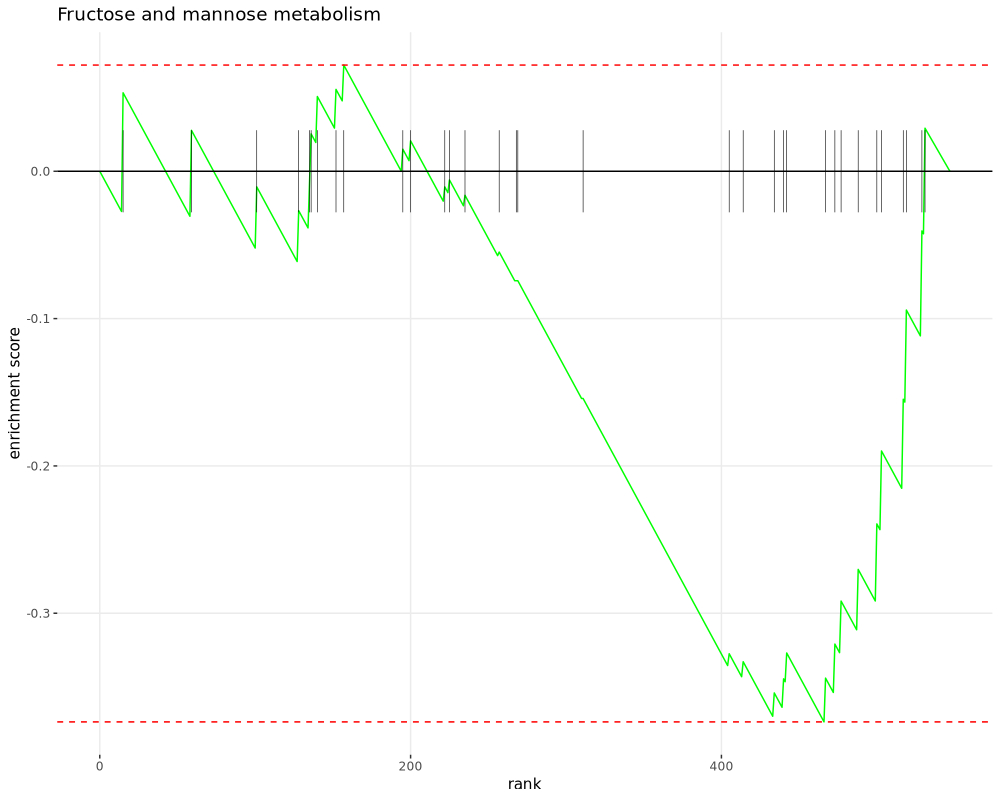 Fructose and mannose metabolism
0.0
-0.1
-0.2
-0.3
enrichment score
0
200
400
rank